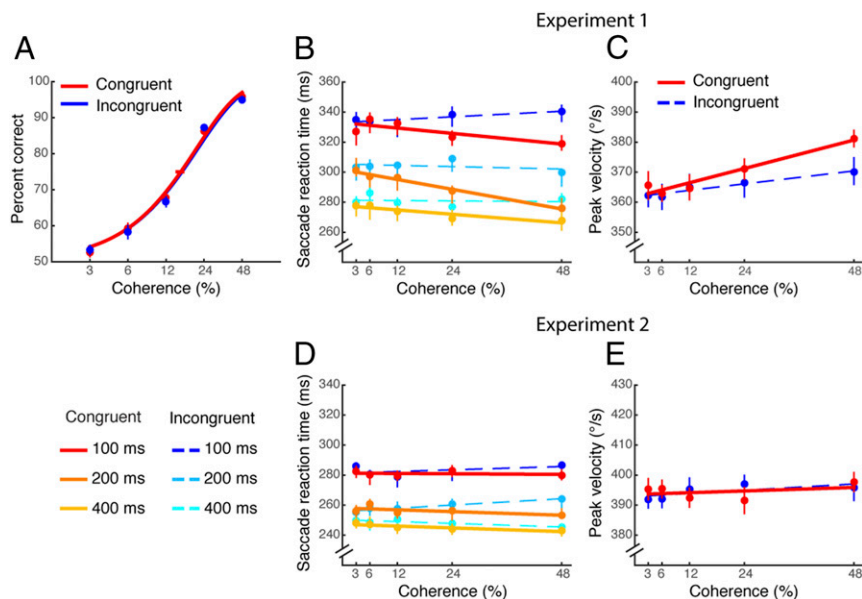 Experiment 1
A
Percent correct
100
90
80
70
60
50
Congruent
Incongruent
3 6 12 24 48
Coherence (%)
B
Saccade reaction time (ms)
360
340
320
300
280
260
3 6 12 24 48
Coherence (%)
C
Peak velocity (°/s)
400
390
380
370
360
350
Congruent
Incongruent
3 6 12 24 48
Coherence (%)
Experiment 2
Congruent Incongruent
100 ms 100 ms
200 ms 200 ms
400 ms 400 ms
D
Saccade reaction time (ms)
340
320
300
280
260
240
3 6 12 24 48
Coherence (%)
E
Peak velocity (°/s)
430
420
410
400
390
380
3 6 12 24 48
Coherence (%)